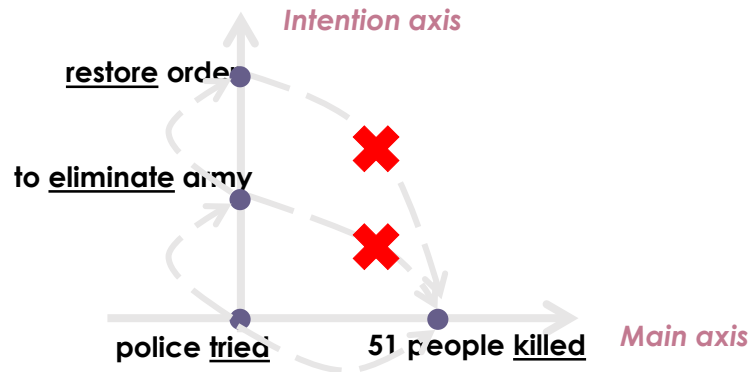 Intention axis
restore order
to eliminate army
police tried
51 people killed
Main axis